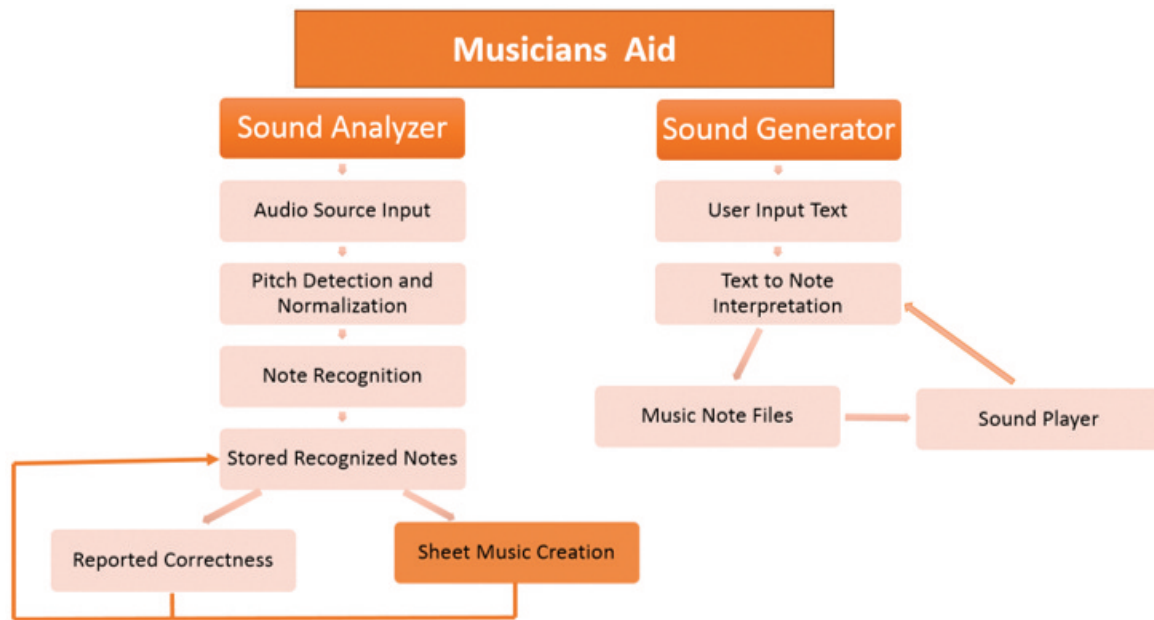 Musicians Aid
Sound Analyzer
Audio Source Input
Pitch Detection and
Normalization
Note Recognition
Stored Recognized Notes
Reported Correctness
Sheet Music Creation
Sound Generator
User Input Text
Text to Note
Interpretation
Music Note Files
Sound Player